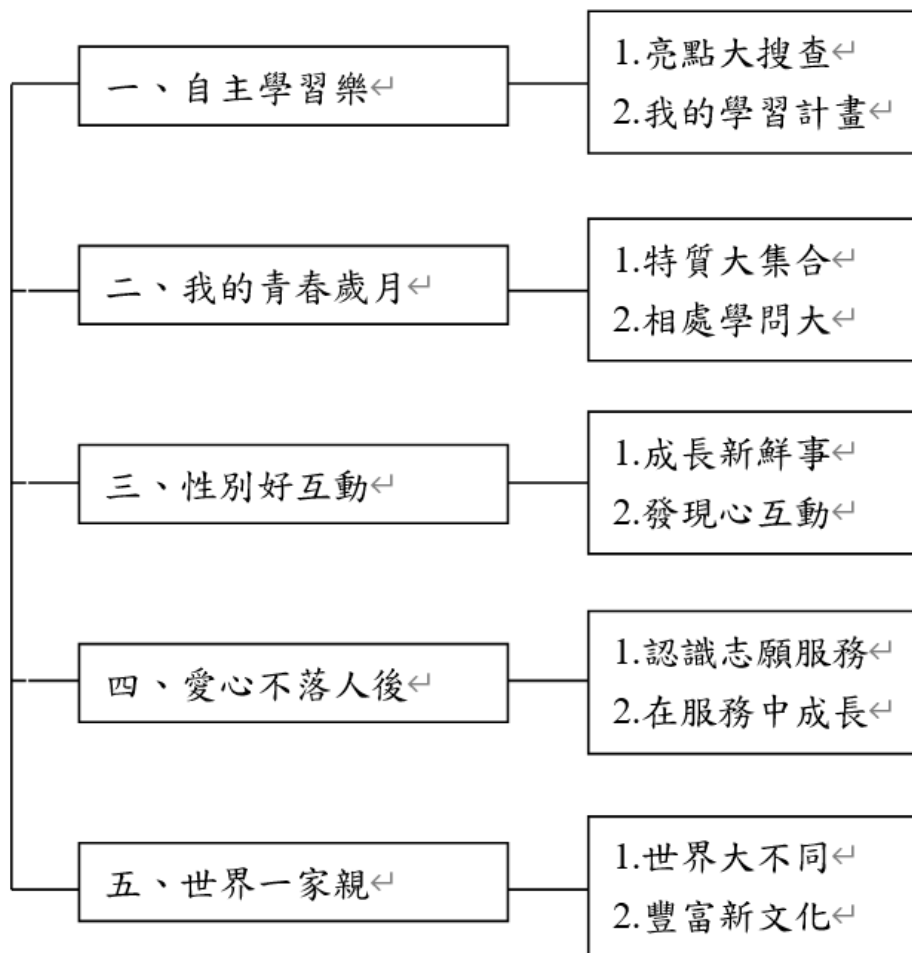 一、自主學習樂
1.亮點大搜查
2.我的學習計畫
二、我的青春歲月
1.特質大集合
2.相處學問大
三、性別好互動
1.成長新鮮事
2.發現心互動
四、愛心不落人後
1.認識志願服務
2.在服務中成長
五、世界一家親
1.世界大不同
2.豐富新文化